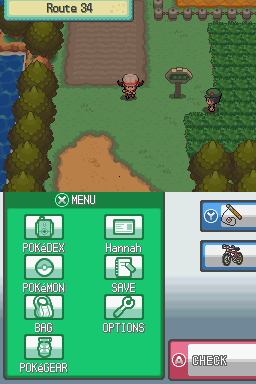 Route 34
X MENU
POKéDEX
Hannah
POKéMON
SAVE
BAG
OPTIONS
POKéGEAR
Y
CHECK